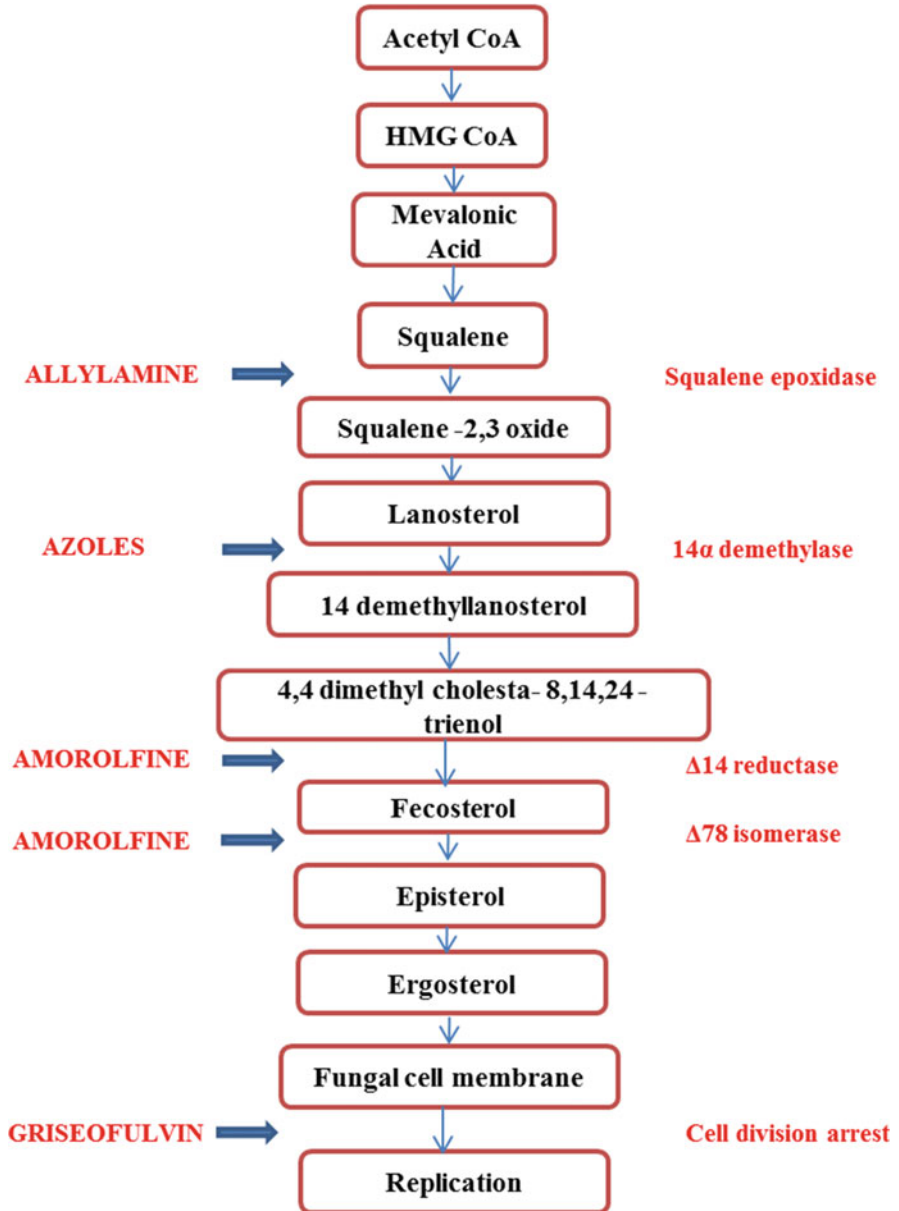 Acetyl CoA
HMG CoA
Mevalonic
Acid
Squalene
ALLYLAMINE
Squalene epoxidase
Squalene -2,3 oxide
Lanosterol
AZOLES
14α demethylase
14 demethyllanosterol
4,4 dimethyl cholesta- 8,14,24 -
trienol
AMOROLFINE
Δ14 reductase
Fecosterol
AMOROLFINE
Δ78 isomerase
Episterol
Ergosterol
Fungal cell membrane
GRISEOFULVIN
Cell division arrest
Replication